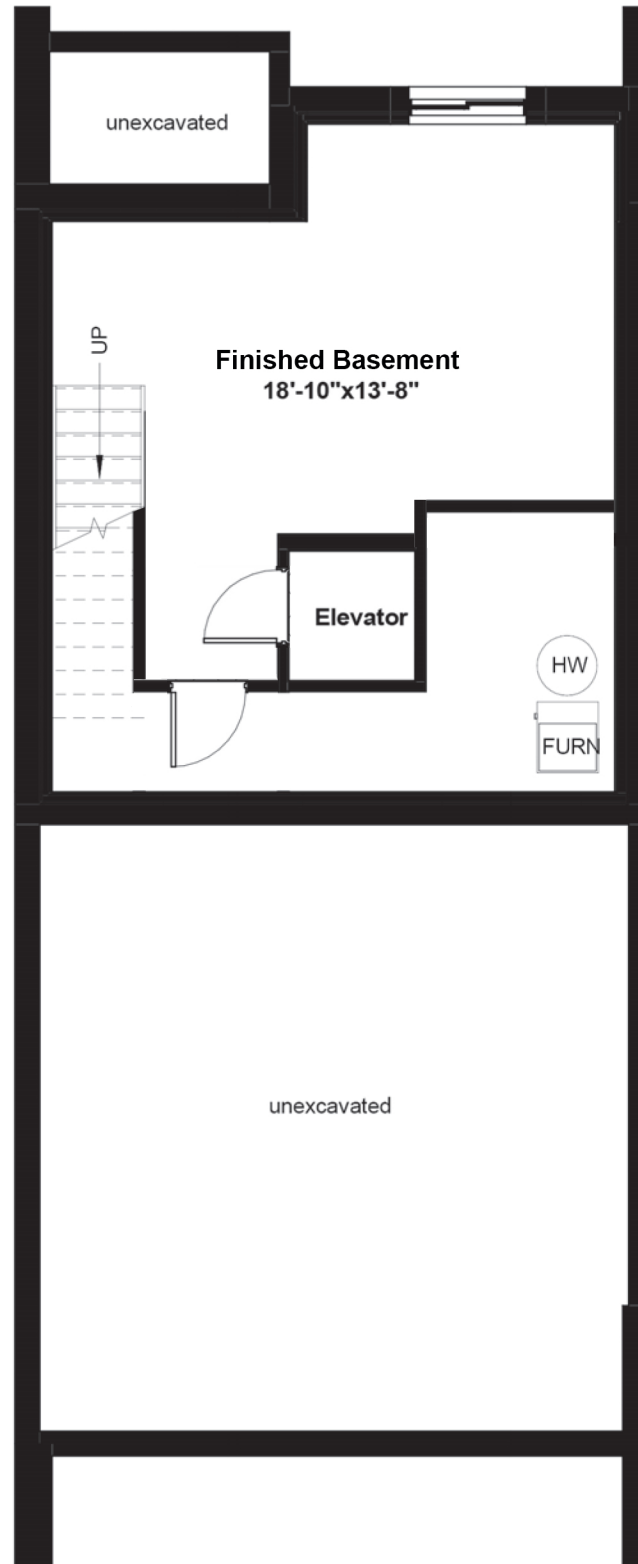 unexcavated
UP
Finished Basement
18'-10"x13'-8"
Elevator
HW
FURN
unexcavated